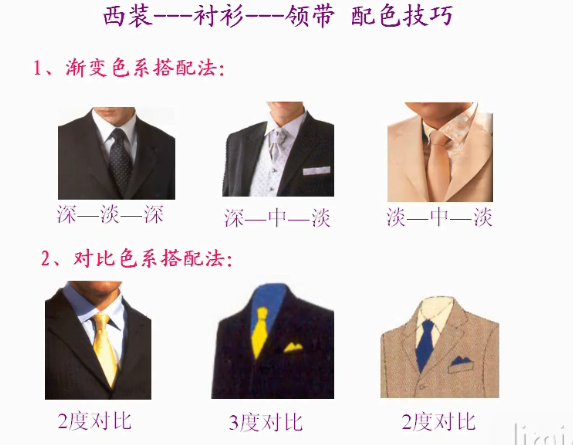 西装---衬衫---领带 配色技巧
1、渐变色系搭配法：
深—淡—深 深—中—淡 淡—中—淡
2、对比色系搭配法：
2度对比 3度对比 2度对比